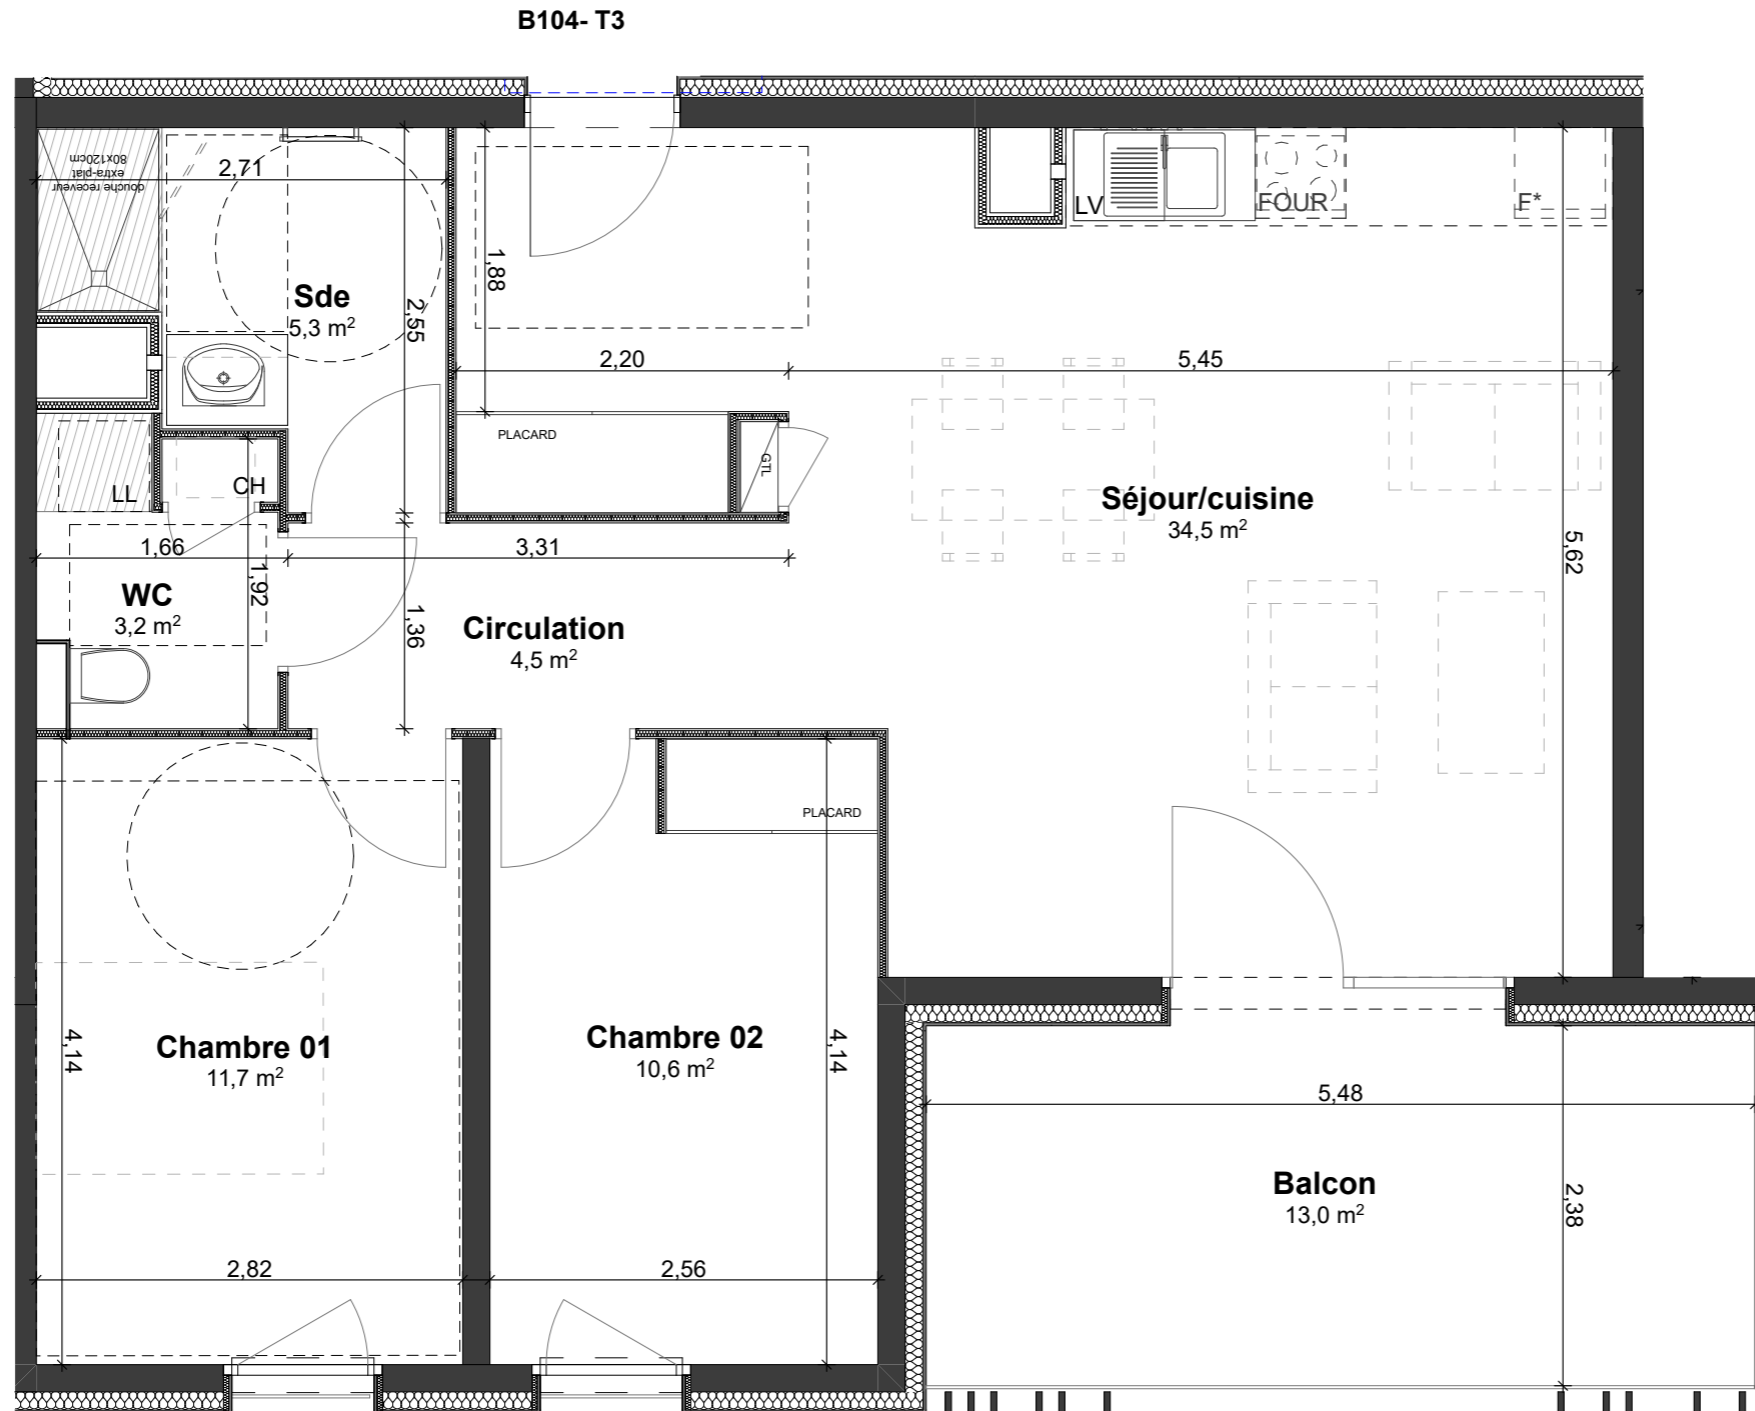 B104- T3
douche receveur
extra-plat
80x120cm
2,71
Sde
5,3 m²
2,55
1,88
LV
FOUR
F*
2,20
5,45
PLACARD
GTL
LL
CH
Séjour/cuisine
34,5 m²
1,66
3,31
5,62
WC
3,2 m²
1,92
1,36
Circulation
4,5 m²
PLACARD
4,14
Chambre 01
11,7 m²
Chambre 02
10,6 m²
4,14
5,48
Balcon
13,0 m²
2,38
2,82
2,56